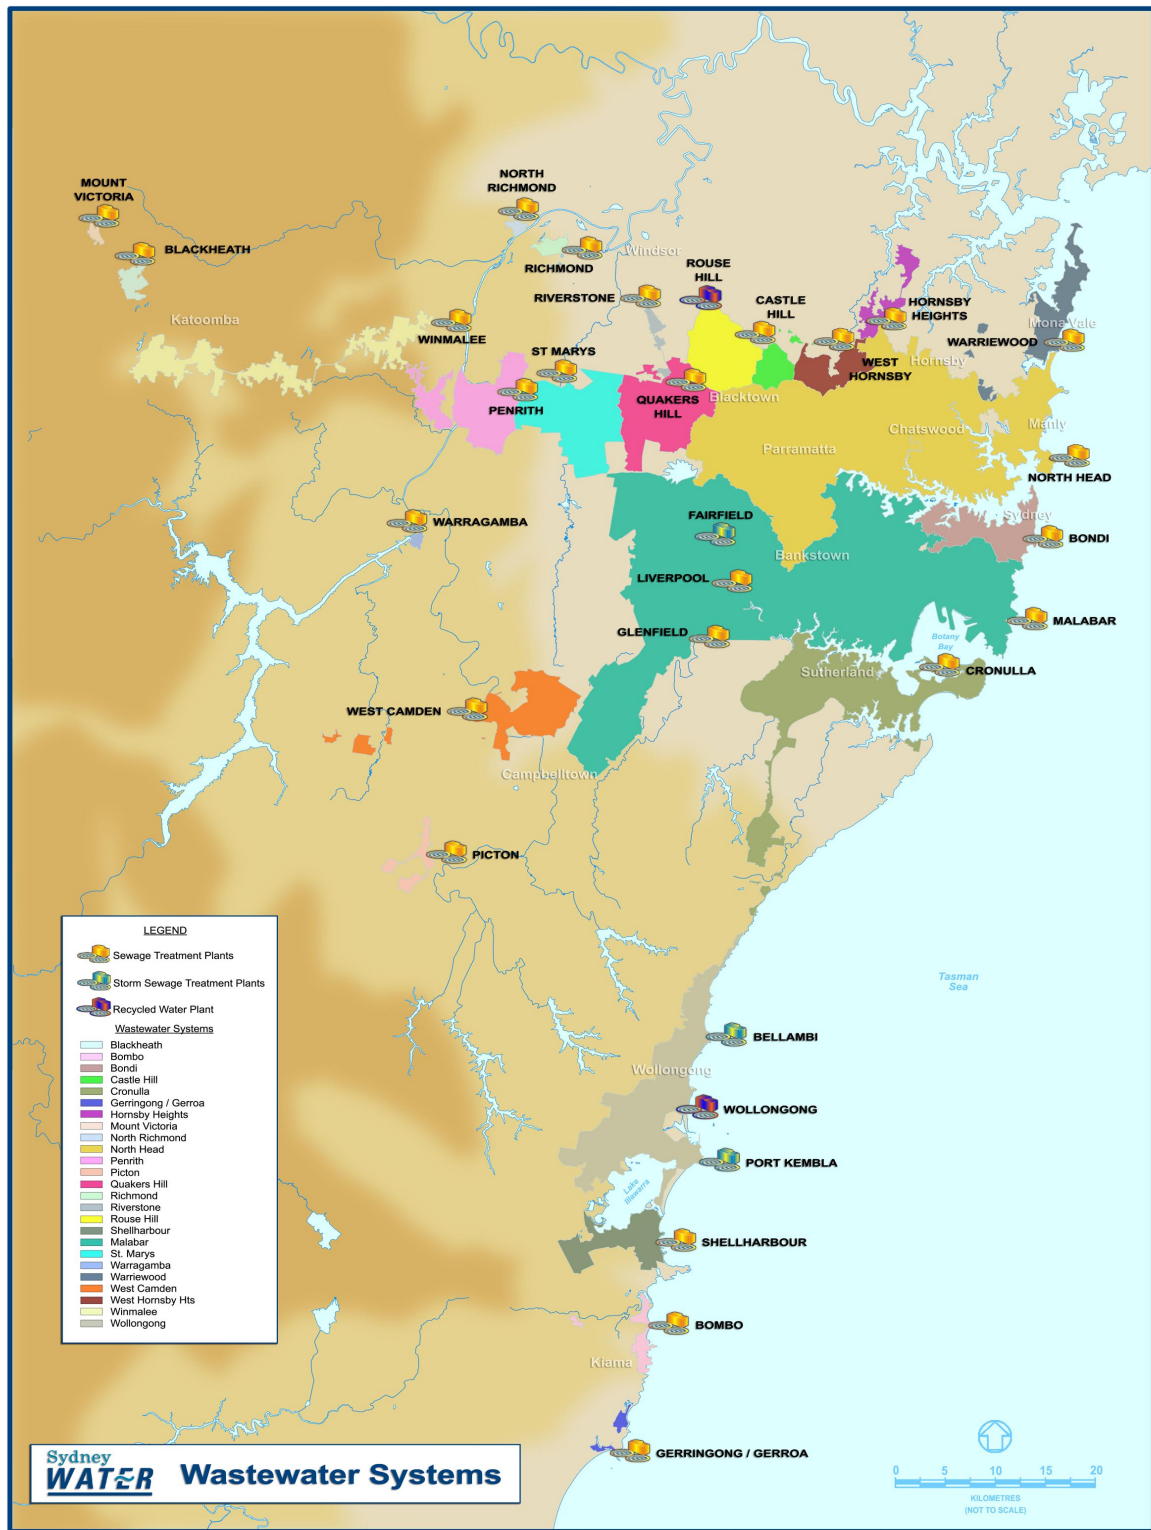 MOUNT
VICTORIA
NORTH
RICHMOND
BLACKHEATH
Windsor
RICHMOND
ROUSE
HILL
RIVERSTONE
CASTLE
HILL
HORNSBY
HEIGHTS
Katoomba
WINMALEE
Mona Vale
WARRIEWOOD
ST MARYS
Hornsby
WEST
HORNSBY
PENRITH
QUAKERS
HILL
Blacktown
Chatswood
Manly
Parramatta
NORTH HEAD
FAIRFIELD
Sydney
WARRAGAMBA
BONDI
Bankstown
LIVERPOOL
GLENFIELD
MALABAR
Botany
Bay
Sutherland
CRONULLA
WEST CAMDEN
Campbelltown
PICTON
LEGEND
Sewage Treatment Plants
Storm Sewage Treatment Plants
Recycled Water Plant
Wastewater Systems
Blackheath
Bombo
Bondi
Castle Hill
Cronulla
Gerringong / Gerroa
Hornsby Heights
Mount Victoria
North Richmond
North Head
Penrith
Picton
Quakers Hill
Richmond
Riverstone
Rouse Hill
Shellharbour
Malabar
St. Marys
Warragamba
Warriewood
West Camden
West Hornsby Hts
Winmalee
Wollongong
Tasman
Sea
BELLAMBI
Wollongong
WOLLONGONG
PORT KEMBLA
Lake
Illawarra
SHELLHARBOUR
BOMBO
Kiama
GERRINGONG / GERROA
Sydney
WATER
Wastewater Systems
0 5 10 15 20
KILOMETRES
(NOT TO SCALE)